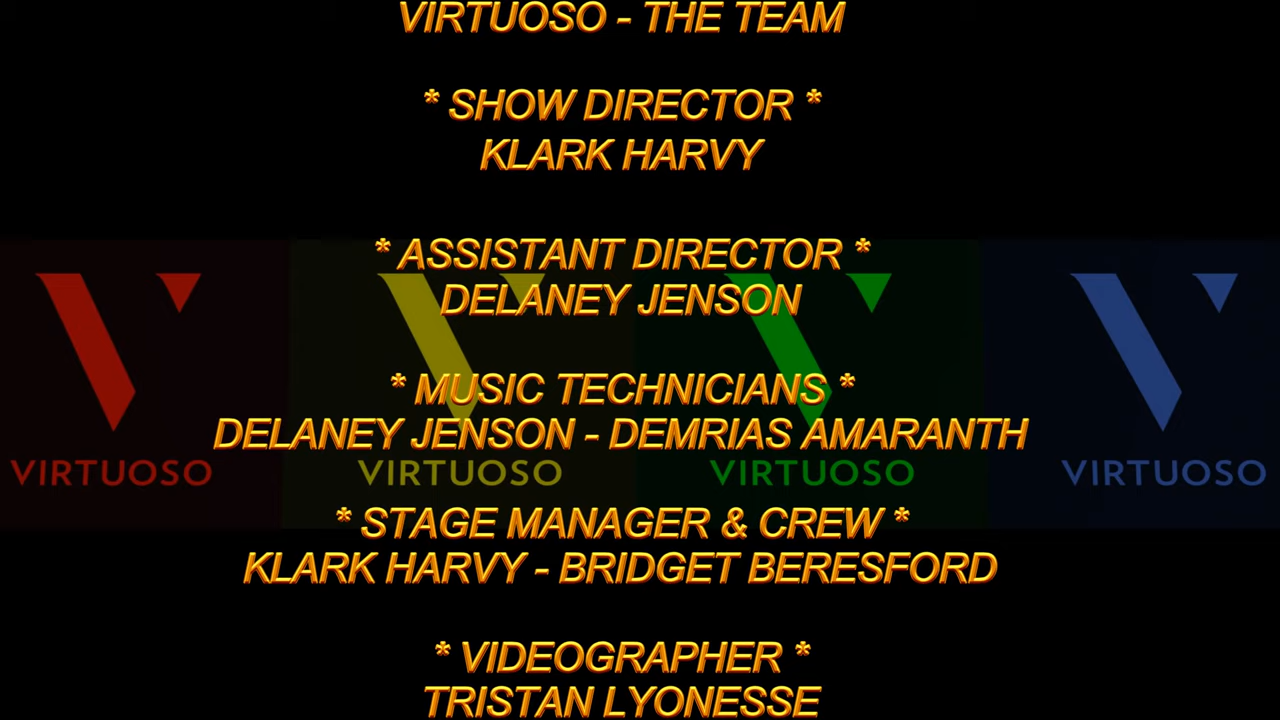 VIRTUOSO - THE TEAM
* SHOW DIRECTOR *
KLARK HARVY
* ASSISTANT DIRECTOR *
DELANEY JENSON
* MUSIC TECHNICIANS *
DELANEY JENSON - DEMRIAS AMARANTH
VIRTUOSO VIRTUOSO VIRTUOSO VIRTUOSO
* STAGE MANAGER & CREW *
KLARK HARVY - BRIDGET BERESFORD
* VIDEOGRAPHER *
TRISTAN LYONESSE